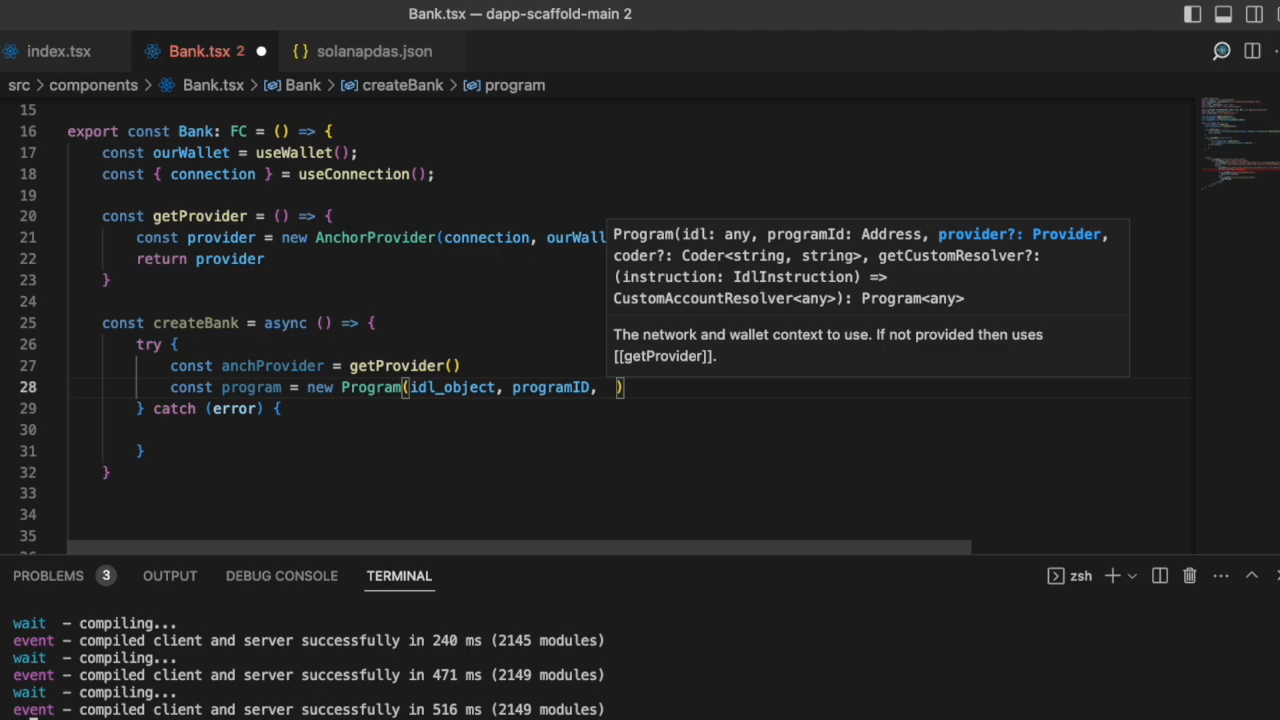 Bank.tsx — dapp-scaffold-main 2
index.tsx
Bank.tsx 2
{} solanapdas.json
src > components > Bank.tsx > Bank > createBank > program
15
16 export const Bank: FC = () => {
17 const ourWallet = useWallet();
18 const { connection } = useConnection();
19
20 const getProvider = () => {
21 const provider = new AnchorProvider(connection, ourWall
22 return provider
23 }
24
25 const createBank = async () => {
26 try {
27 const anchProvider = getProvider()
28 const program = new Program(idl_object, programID, )
29 } catch (error) {
30
31 }
32 }
33
34
35
Program(idl: any, programId: Address, provider?: Provider,
coder?: Coder<string, string>, getCustomResolver?:
(instruction: IdlInstruction) =>
CustomAccountResolver<any>): Program<any>
The network and wallet context to use. If not provided then uses
[[getProvider]].
PROBLEMS 3 OUTPUT DEBUG CONSOLE TERMINAL
zsh
wait - compiling...
event - compiled client and server successfully in 240 ms (2145 modules)
wait - compiling...
event - compiled client and server successfully in 471 ms (2149 modules)
wait - compiling...
event - compiled client and server successfully in 516 ms (2149 modules)